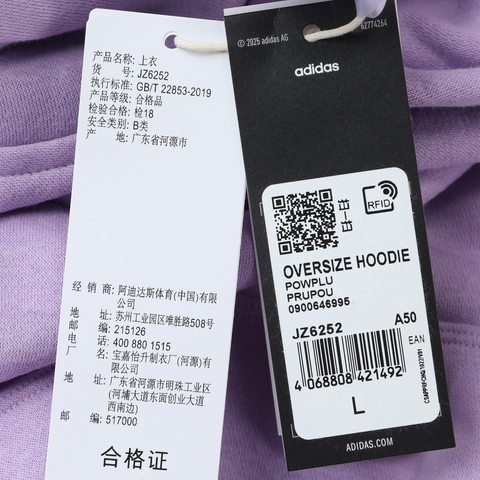 产品名称: 上衣
货 号: JZ6252
执行标准: GB/T 22853-2019
产品等级: 合格品
检验合格: 检18
安全类别: B类
产 地: 广东省河源市
经 销 商: 阿迪达斯体育(中国)有限
公司
地 址: 苏州工业园区唯胜路508号
邮 编: 215126
电 话: 400 880 1515
厂 名: 宝嘉怡升制衣厂(河源)有
限公司
地 址: 广东省河源市明珠工业区
(河埔大道东面创业大道
西南边)
邮 编: 517000
合格证
© 2025 adidas AG
G2774264
adidas
RFID
OVERSIZE HOODIE
POWPLU
PRUPOU
0900646995
JZ6252
A50
EAN
4 068808 421492
L
ADIDAS.COM